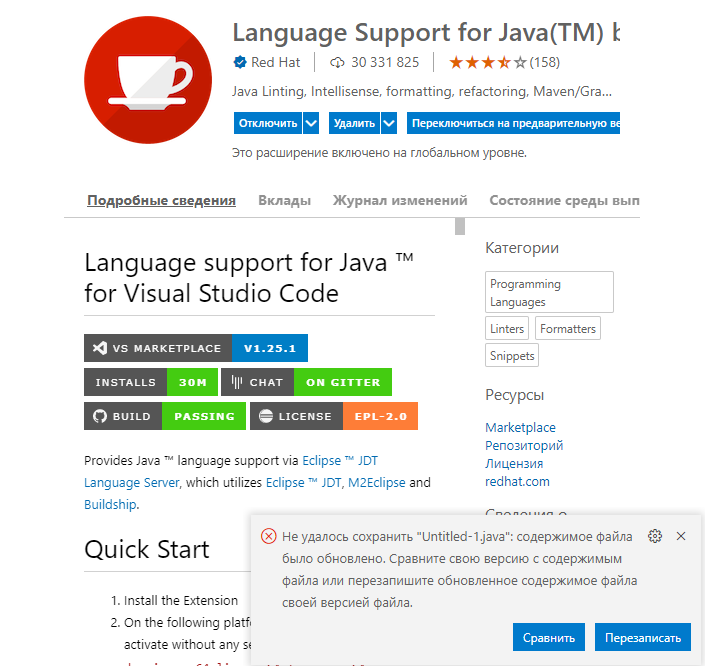 Language Support for Java(TM) b
Red Hat
30 331 825
(158)
Java Linting, Intellisense, formatting, refactoring, Maven/Gra...
Отключить
Удалить
Переключиться на предварительную ве
Это расширение включено на глобальном уровне.
Подробные сведения
Вклады
Журнал изменений
Состояние среды вып
Language support for Java ™
for Visual Studio Code
VS MARKETPLACE V1.25.1
INSTALLS 30M CHAT ON GITTER
BUILD PASSING LICENSE EPL-2.0
Provides Java ™ language support via Eclipse ™ JDT
Language Server, which utilizes Eclipse ™ JDT, M2Eclipse and
Buildship.
Quick Start
1. Install the Extension
2. On the following platf
activate without any se
Категории
Programming
Languages
Linters
Formatters
Snippets
Ресурсы
Marketplace
Репозиторий
Лицензия
redhat.com
Не удалось сохранить "Untitled-1.java": содержимое файла
было обновлено. Сравните свою версию с содержимым
файла или перезапишите обновленное содержимое файла
своей версией файла.
Сравнить
Перезаписать